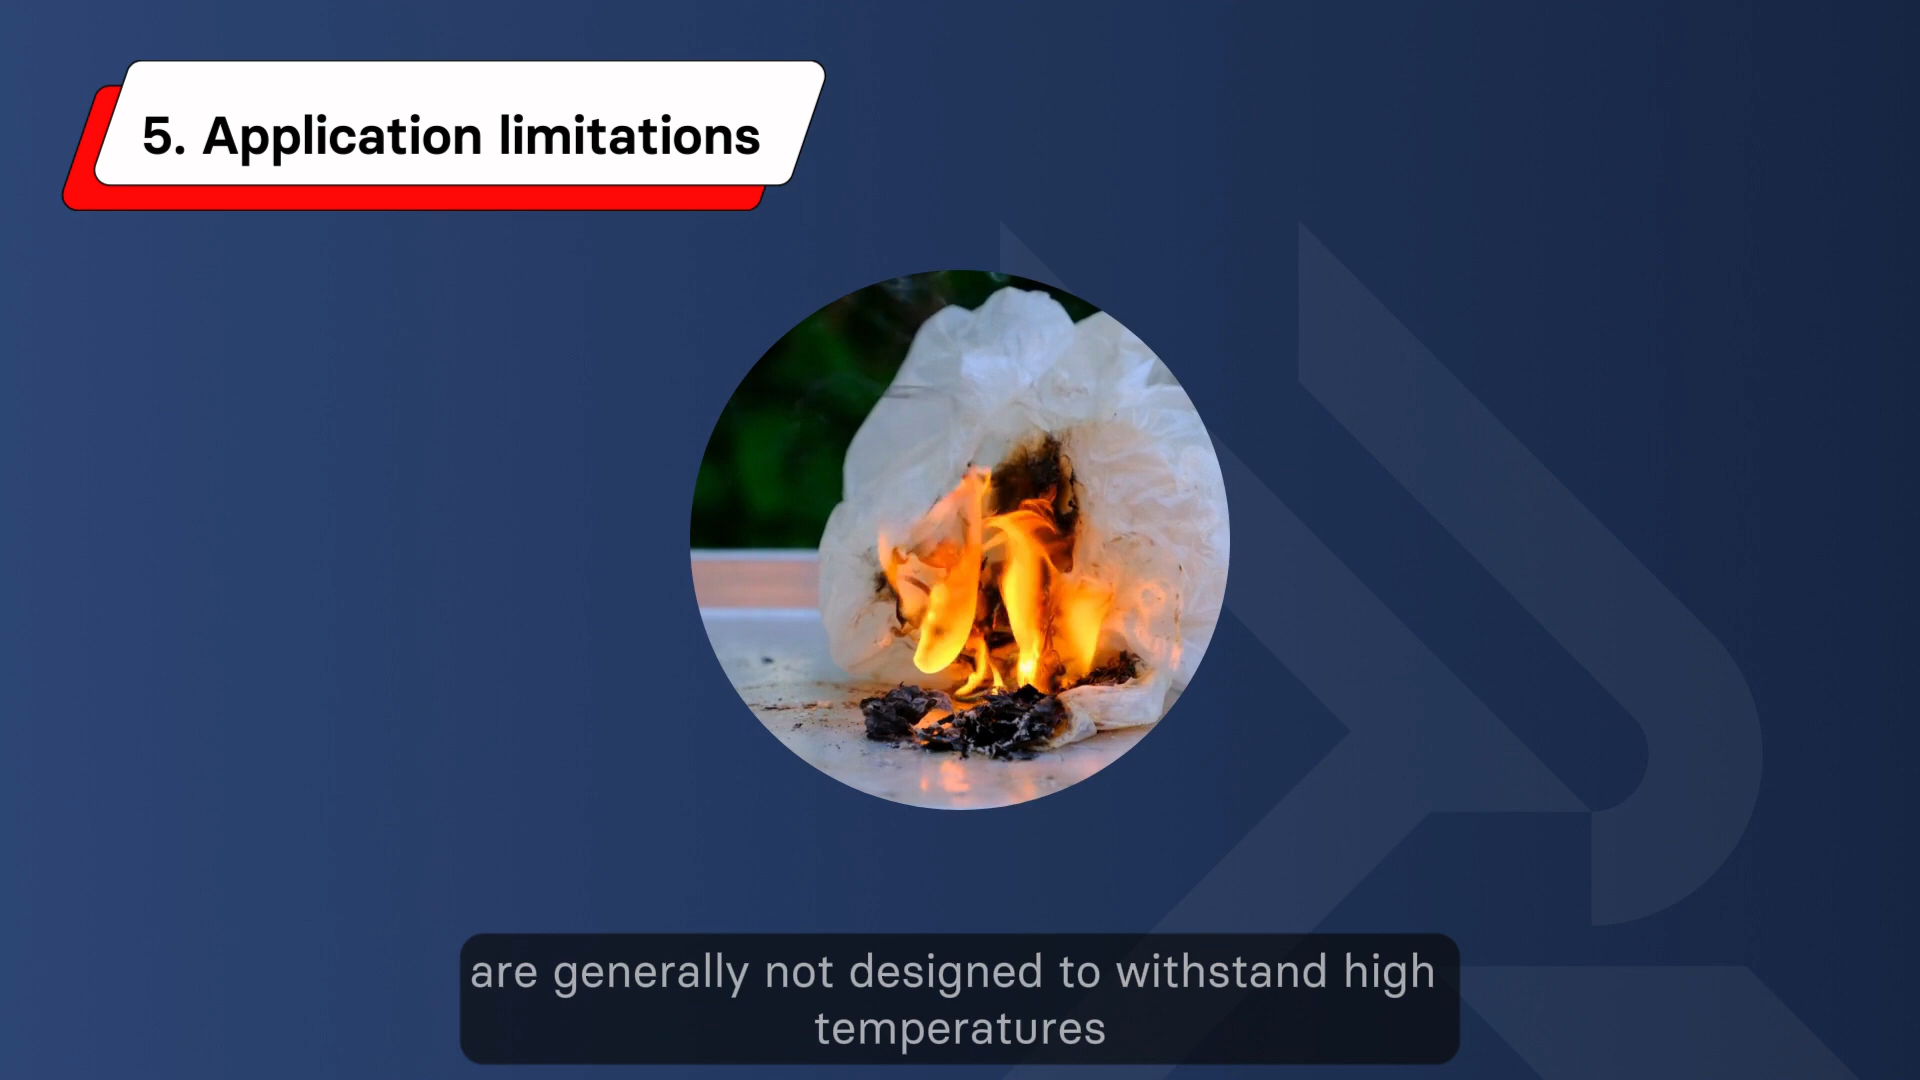 5. Application limitations
are generally not designed to withstand high
temperatures